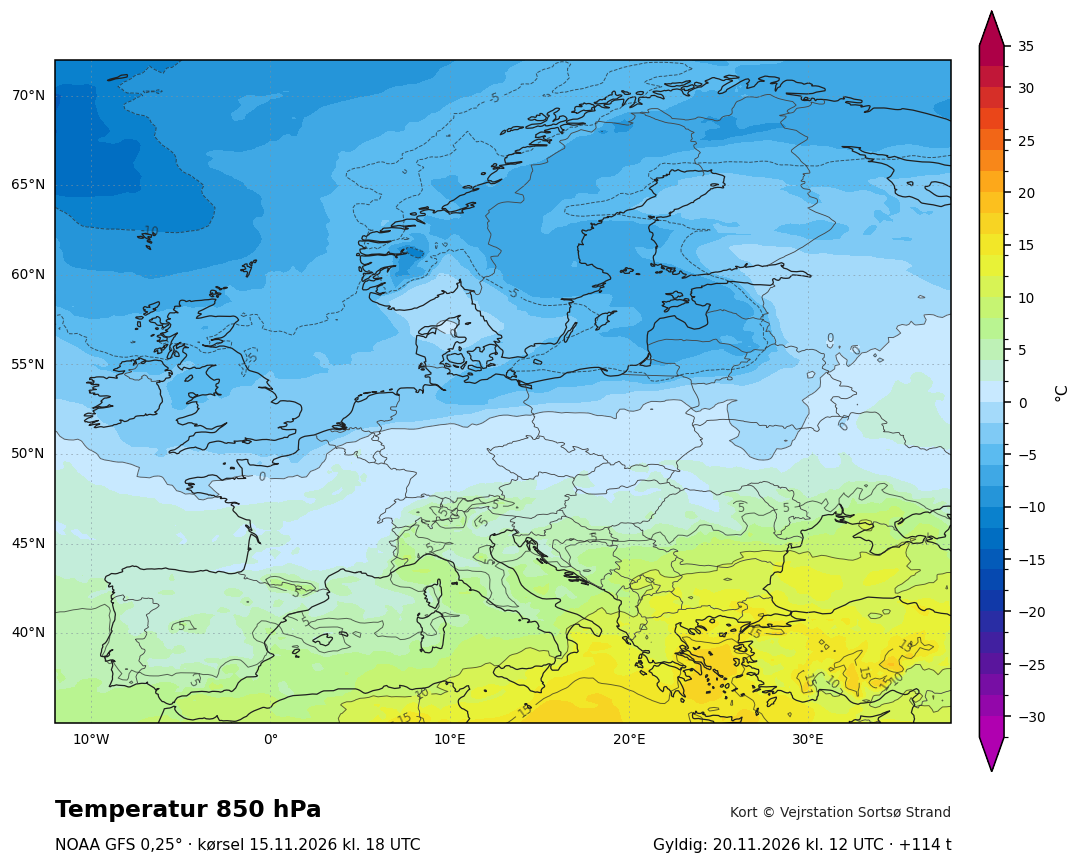 70°N
65°N
60°N
55°N
50°N
45°N
40°N
10°W
0°
10°E
20°E
30°E
35
30
25
20
15
10
5
0
−5
−10
−15
−20
−25
−30
°C
Temperatur 850 hPa
Kort © Vejrstation Sortsø Strand
NOAA GFS 0,25° · kørsel 15.11.2026 kl. 18 UTC
Gyldig: 20.11.2026 kl. 12 UTC · +114 t